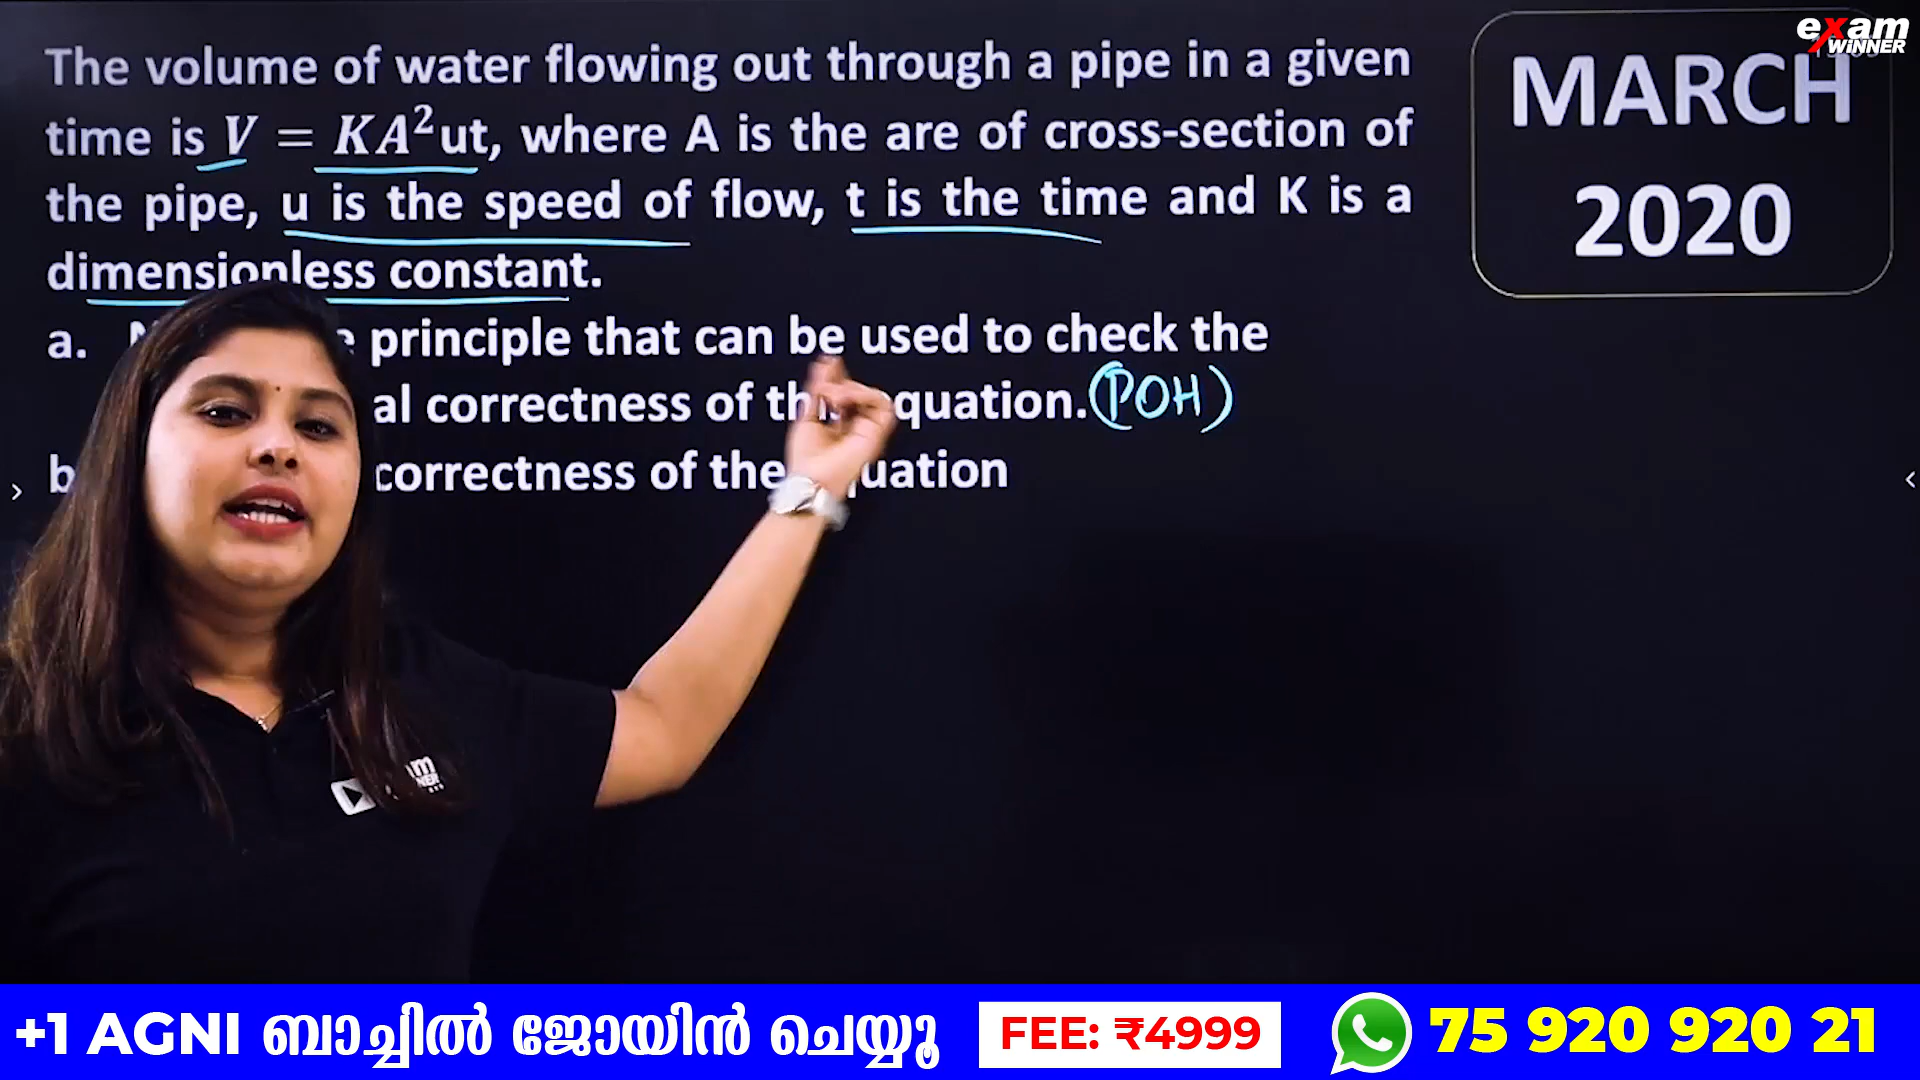 The volume of water flowing out through a pipe in a given
time is V = KA²ut, where A is the are of cross-section of
the pipe, u is the speed of flow, t is the time and K is a
dimensionless constant.
a. principle that can be used to check the
al correctness of this equation. (POH)
b correctness of the equation
MARCH
2020
exam
WINNER
+1 AGNI ബാച്ചിൽ ജോയിൻ ചെയ്യൂ
FEE: ₹4999
75 920 920 21